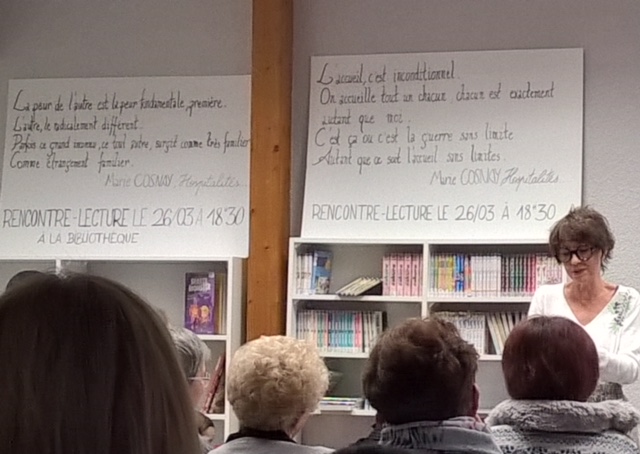 La peur de l'autre est la peur fondamentale, première.
L'autre, le radicalement différent.
Parfois ce grand inconnu, ce tout autre, surgit comme très familier
Comme étrangement familier.
Marie COSNAY, Hospitalités
RENCONTRE-LECTURE LE 26/03 À 18H30
À LA BIBLIOTHÈQUE
L'accueil, c'est inconditionnel.
On accueille tout un chacun chacun est exactement
autant que moi.
C'est ça ou c'est la guerre sans limite
Autant que ce soit l'accueil sans limites.
Marie COSNAY Hospitalités
RENCONTRE-LECTURE LE 26/03 À 18H30